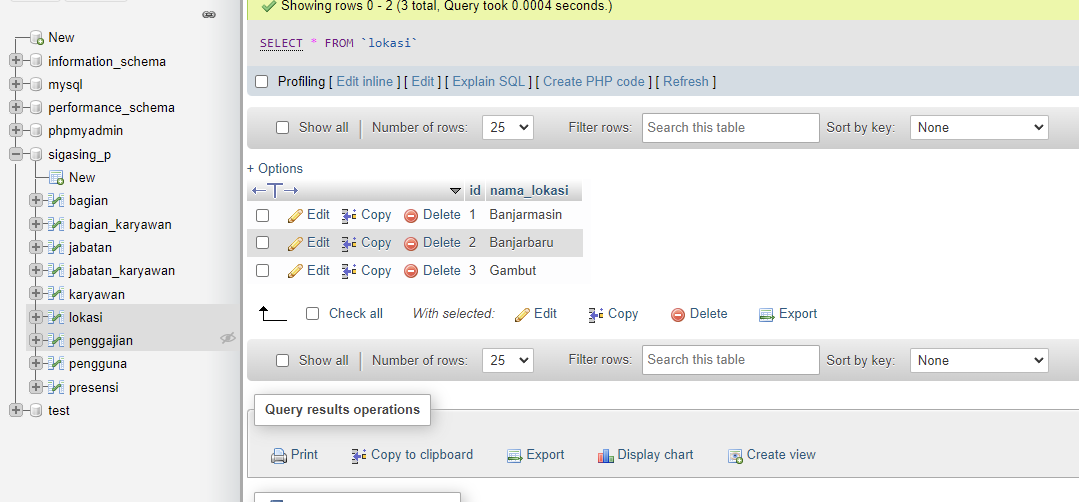 New
information_schema
mysql
performance_schema
phpmyadmin
sigasing_p
New
bagian
bagian_karyawan
jabatan
jabatan_karyawan
karyawan
lokasi
penggajian
pengguna
presensi
test
Showing rows 0 - 2 (3 total, Query took 0.0004 seconds.)
SELECT * FROM `lokasi`
Profiling [ Edit inline ] [ Edit ] [ Explain SQL ] [ Create PHP code ] [ Refresh ]
Show all | Number of rows: 25 Filter rows: Search this table Sort by key: None
+ Options
←T→ id nama_lokasi
Edit Copy Delete 1 Banjarmasin
Edit Copy Delete 2 Banjarbaru
Edit Copy Delete 3 Gambut
Check all With selected: Edit Copy Delete Export
Show all | Number of rows: 25 Filter rows: Search this table Sort by key: None
Query results operations
Print Copy to clipboard Export Display chart Create view